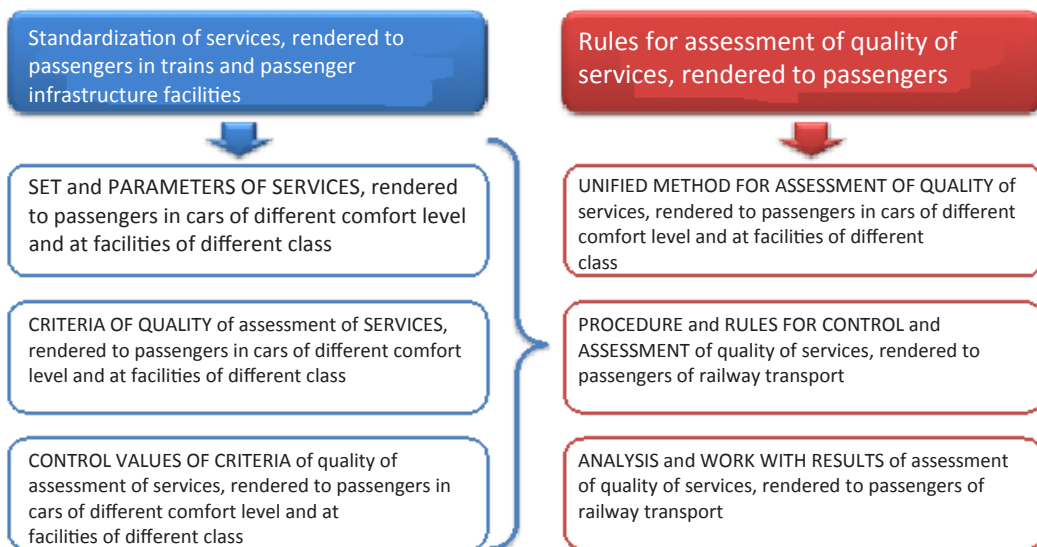 Standardization of services, rendered to
passengers in trains and passenger
infrastructure facilities
SET and PARAMETERS OF SERVICES, rendered
to passengers in cars of different comfort level
and at facilities of different class
CRITERIA OF QUALITY of assessment of SERVICES,
rendered to passengers in cars of different comfort
level and at facilities of different class
CONTROL VALUES OF CRITERIA of quality of
assessment of services, rendered to passengers in
cars of different comfort level and at
facilities of different class
Rules for assessment of quality of
services, rendered to passengers
UNIFIED METHOD FOR ASSESSMENT OF QUALITY of
services, rendered to passengers in cars of different
comfort level and at facilities of different
class
PROCEDURE and RULES FOR CONTROL and
ASSESSMENT of quality of services, rendered to
passengers of railway transport
ANALYSIS and WORK WITH RESULTS of assessment
of quality of services, rendered to passengers of
railway transport